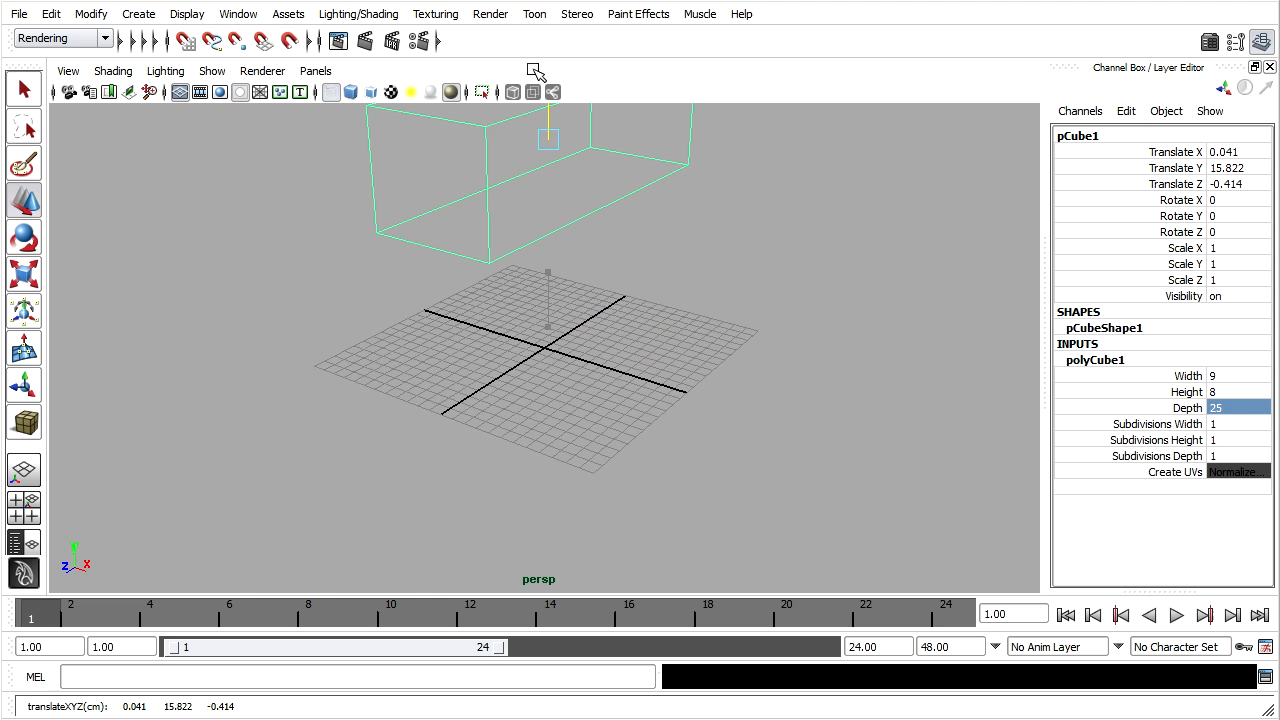 File Edit Modify Create Display Window Assets Lighting/Shading Texturing Render Toon Stereo Paint Effects Muscle Help
Rendering
View Shading Lighting Show Renderer Panels
Channel Box / Layer Editor
Channels Edit Object Show
pCube1
Translate X 0.041
Translate Y 15.822
Translate Z -0.414
Rotate X 0
Rotate Y 0
Rotate Z 0
Scale X 1
Scale Y 1
Scale Z 1
Visibility on
SHAPES
pCubeShape1
INPUTS
polyCube1
Width 9
Height 8
Depth 25
Subdivisions Width 1
Subdivisions Height 1
Subdivisions Depth 1
Create UVs Normalize...
y
z x
persp
1 2 4 6 8 10 12 14 16 18 20 22 24 1.00
1.00 1.00 1 24 24.00 48.00 No Anim Layer No Character Set
MEL
translateXYZ(cm): 0.041 15.822 -0.414